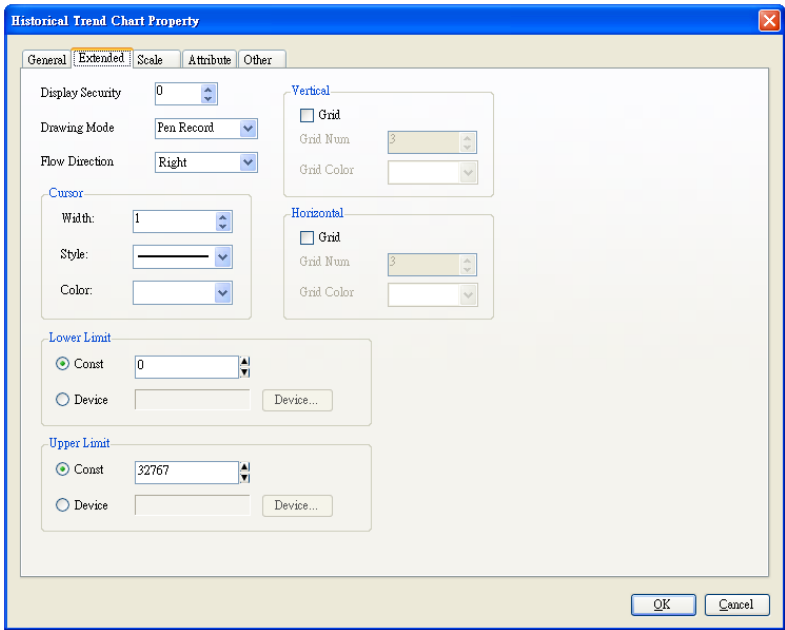 Historical Trend Chart Property
General Extended Scale Attribute Other
Display Security 0
Drawing Mode Pen Record
Flow Direction Right
Cursor
Width: 1
Style:
Color:
Vertical
Grid
Grid Num 3
Grid Color
Horizontal
Grid
Grid Num 3
Grid Color
Lower Limit
Const 0
Device Device...
Upper Limit
Const 32767
Device Device...
OK Cancel